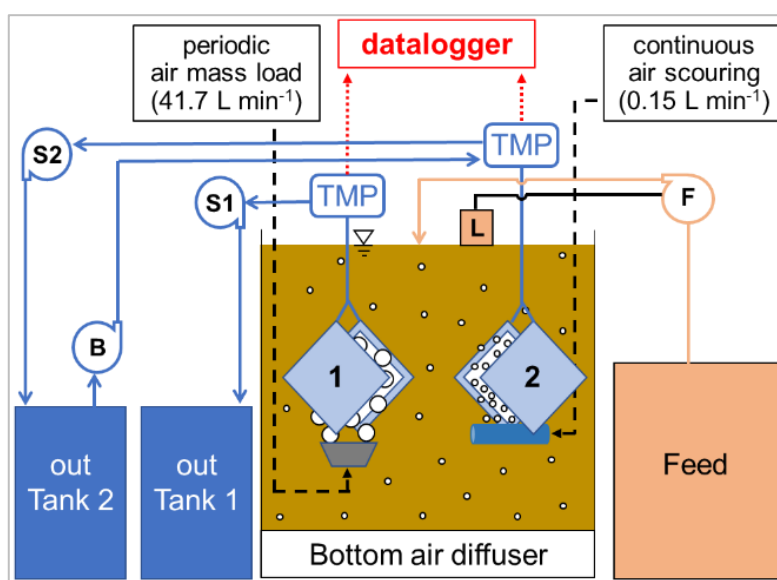 periodic
air mass load
(41.7 L min⁻¹)
datalogger
continuous
air scouring
(0.15 L min⁻¹)
S2
TMP
S1
TMP
F
L
B
1
2
out
Tank 2
out
Tank 1
Feed
Bottom air diffuser